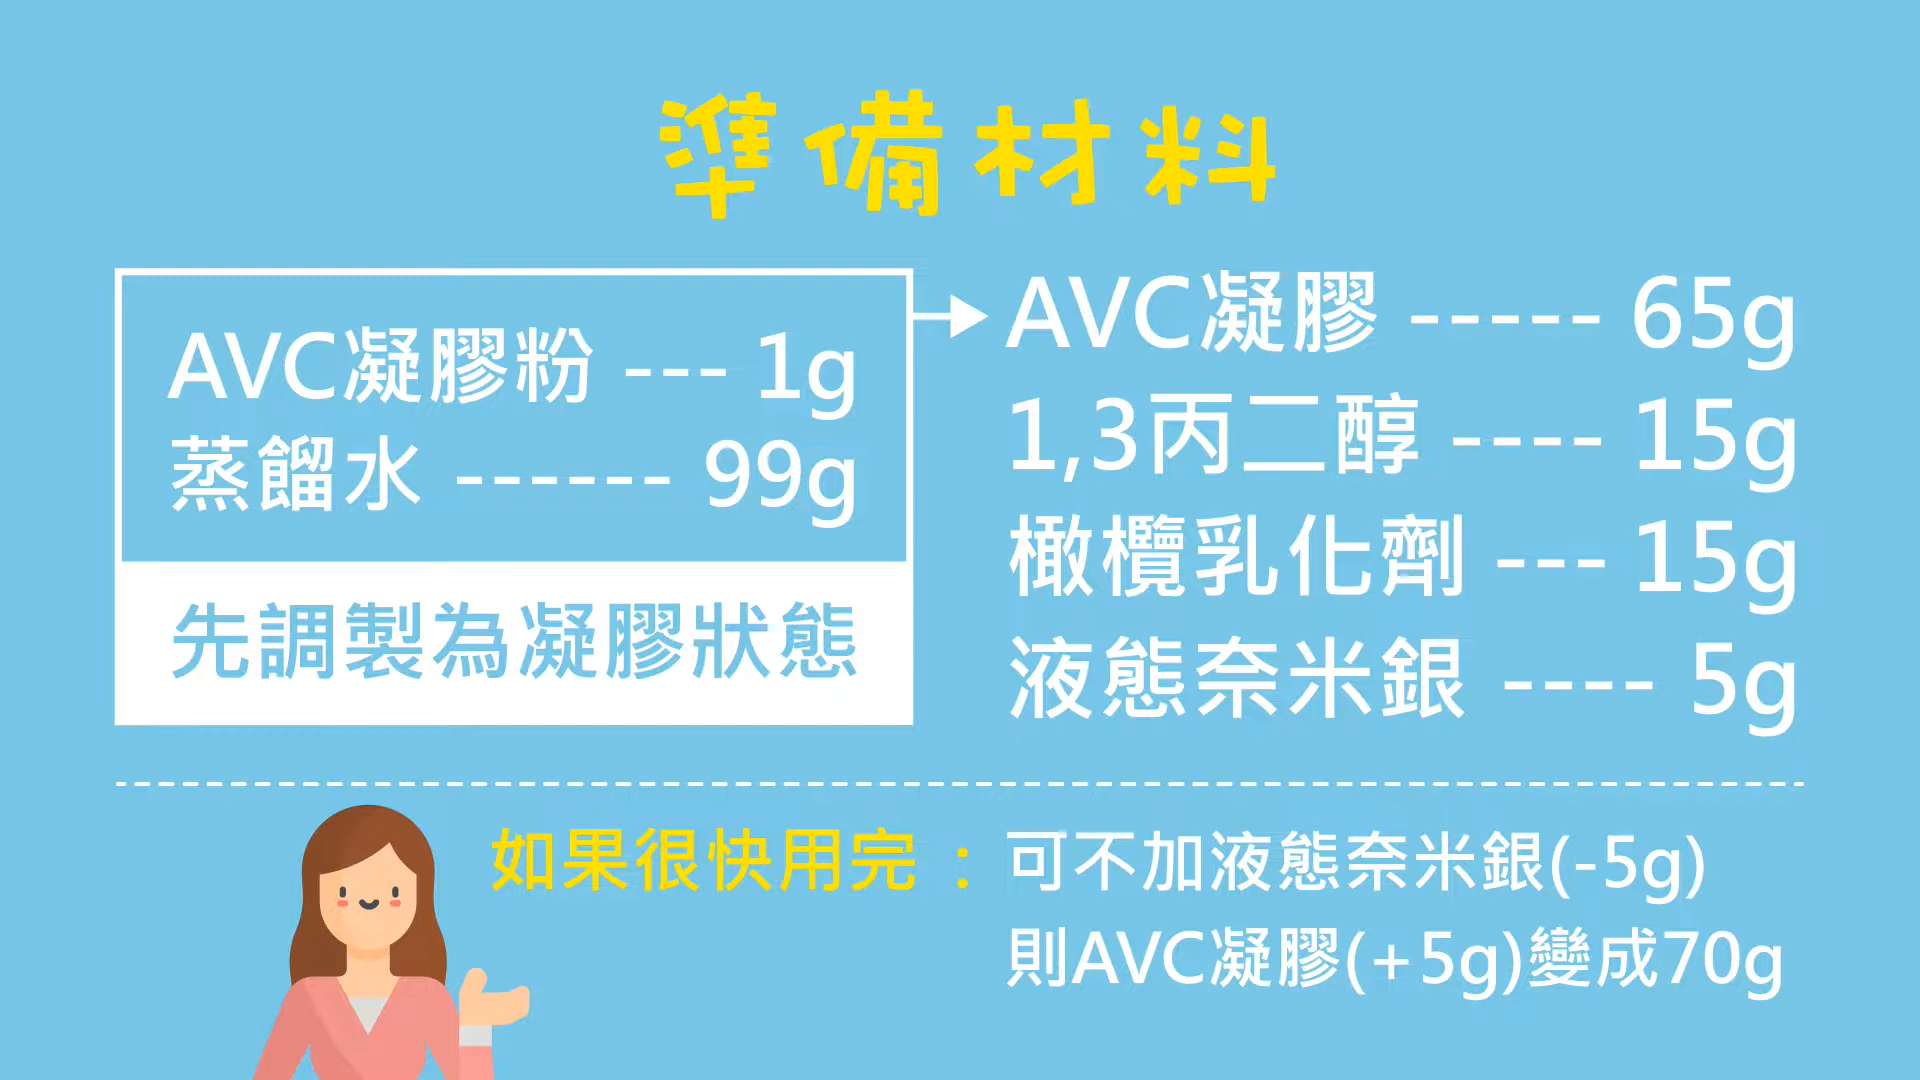 準備材料
AVC凝膠粉 --- 1g
蒸餾水 ------ 99g
先調製為凝膠狀態
AVC凝膠 ----- 65g
1,3丙二醇 ---- 15g
橄欖乳化劑 --- 15g
液態奈米銀 ---- 5g
如果很快用完：可不加液態奈米銀(-5g)
則AVC凝膠(+5g)變成70g